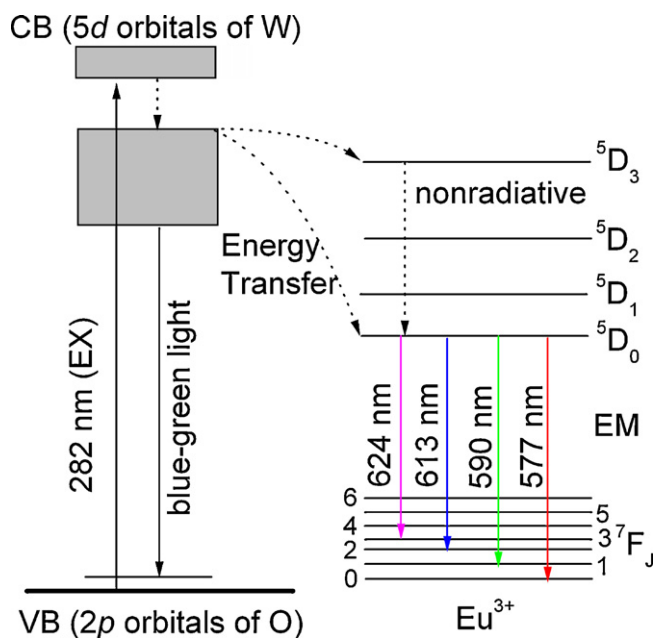 CB (5d orbitals of W)
⁵D₃
nonradiative
⁵D₂
Energy
Transfer
⁵D₁
⁵D₀
282 nm (EX)
blue-green light
624 nm
613 nm
590 nm
577 nm
EM
6
5
4
3
⁷F_J
2
1
0
VB (2p orbitals of O)
Eu³⁺